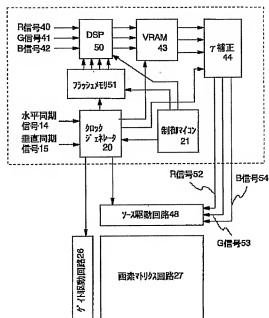 R信号40
G信号41
B信号42
DSP
50
VRAM
43
γ補正
44
フラッシュメモリ51
水平同期
信号14
垂直同期
信号15
クロック
ジェネレータ
20
制御マイコン
21
R信号52
B信号54
G信号53
ソース駆動回路48
ゲイト駆動回路26
画素マトリクス回路27